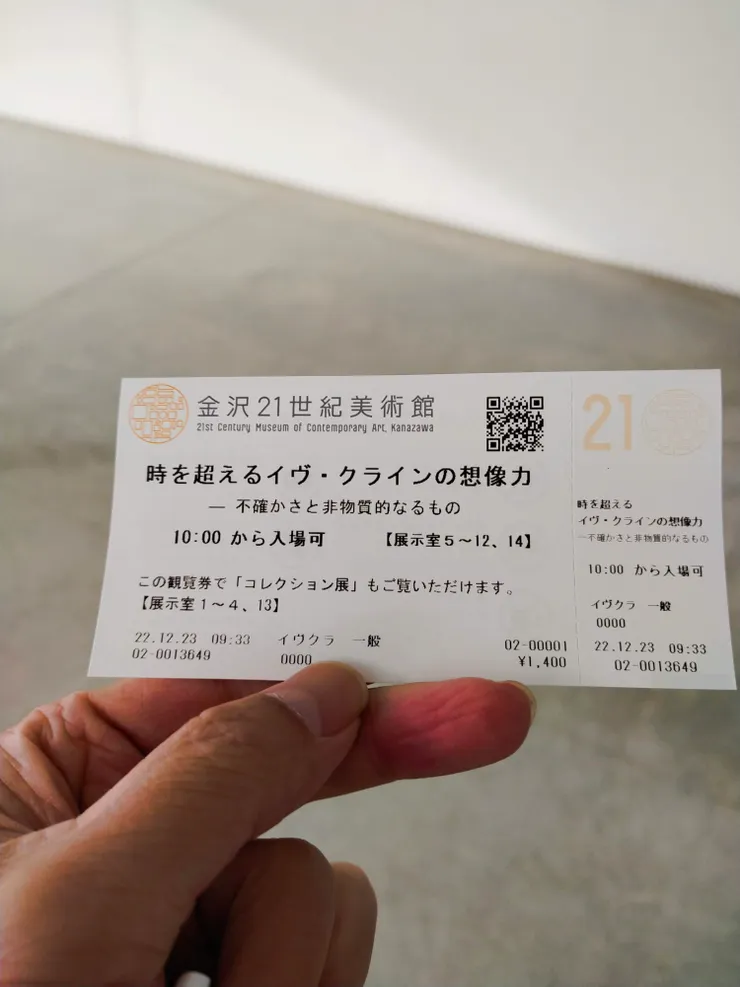 金沢21世紀美術館
21st Century Museum of Contemporary Art, Kanazawa
時を超えるイヴ・クラインの想像力
― 不確かさと非物質的なるもの
10:00 から入場可 【展示室5～12、14】
この観覧券で「コレクション展」もご覧いただけます。
【展示室1～4、13】
22.12.23 09:33 イヴクラ 一般 02-00001
02-0013649 0000 ¥1,400
21
時を超える
イヴ・クラインの想像力
―不確かさと非物質的なるもの
10:00 から入場可
イヴクラ 一般
0000
22.12.23 09:33
02-0013649